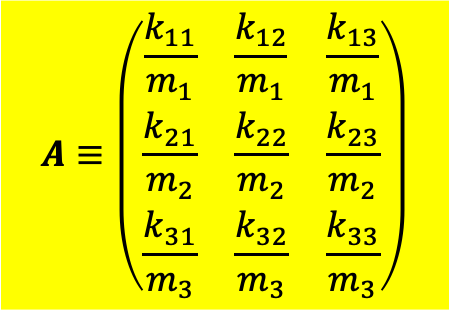 A ≡ ( k₁₁/m₁ k₁₂/m₁ k₁₃/m₁
k₂₁/m₂ k₂₂/m₂ k₂₃/m₂
k₃₁/m₃ k₃₂/m₃ k₃₃/m₃ )